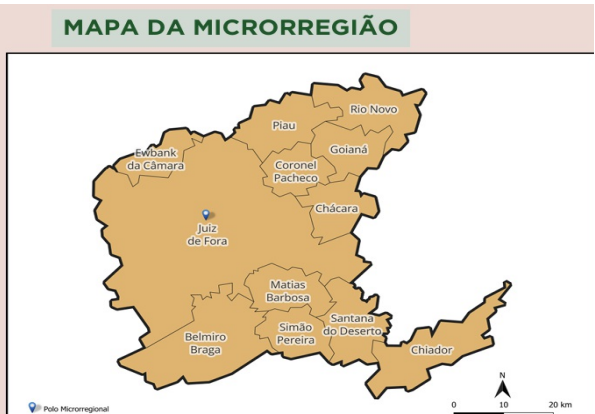 MAPA DA MICRORREGIÃO
Rio Novo
Piau
Goianá
Ewbank
da Câmara
Coronel
Pacheco
Chácara
Juiz
de Fora
Matias
Barbosa
Santana
do Deserto
Simão
Pereira
Belmiro
Braga
Chiador
N
Polo Microrregional
0 10 20 km